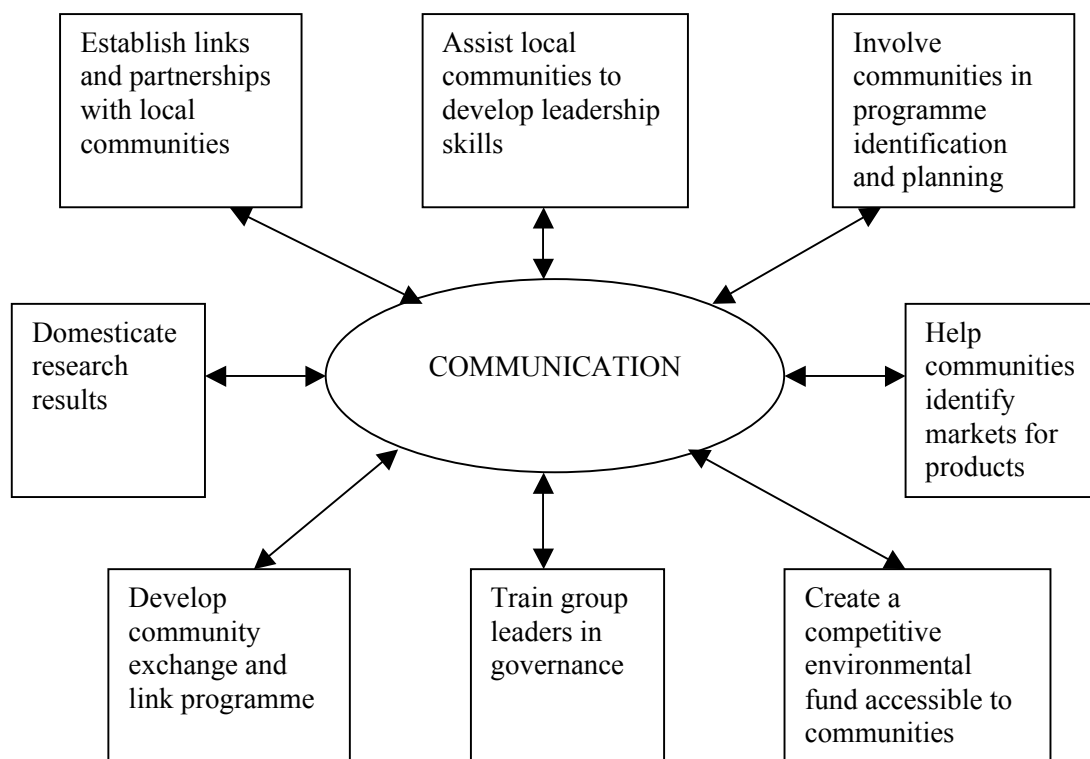 Establish links
and partnerships
with local
communities
Assist local
communities to
develop leadership
skills
Involve
communities in
programme
identification
and planning
Domesticate
research
results
COMMUNICATION
Help
communities
identify
markets for
products
Develop
community
exchange and
link programme
Train group
leaders in
governance
Create a
competitive
environmental
fund accessible to
communities